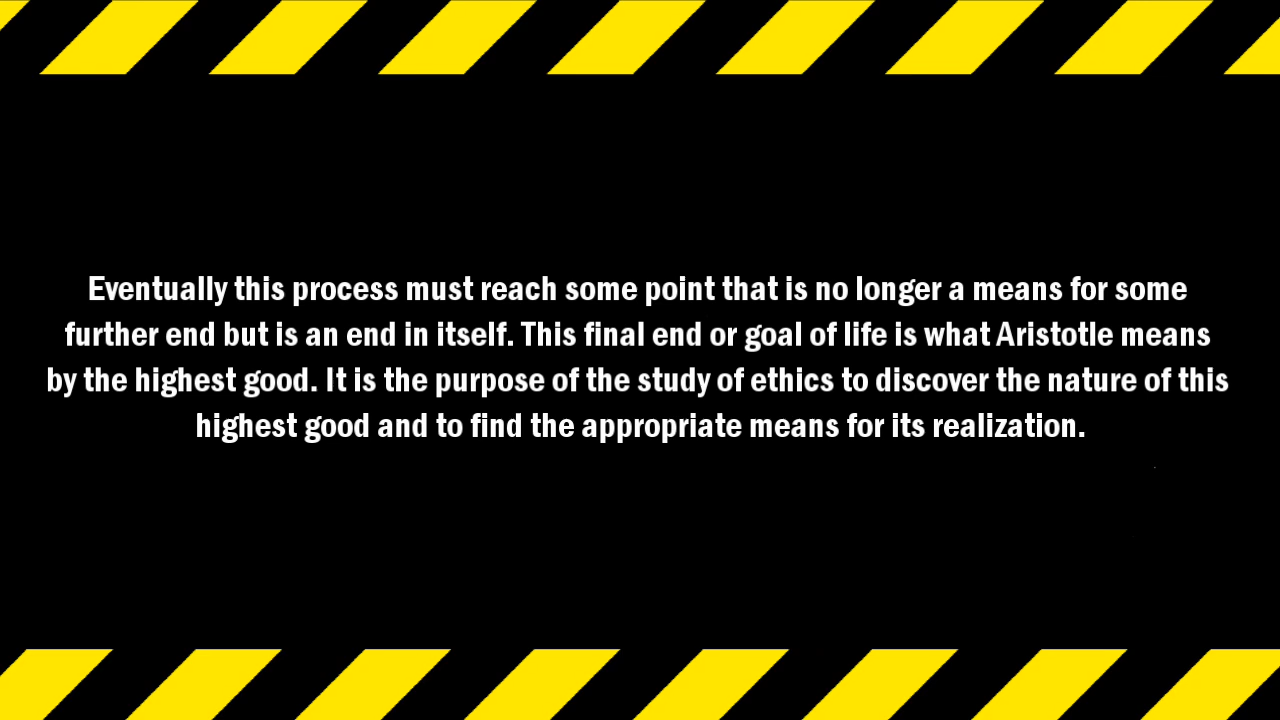 Eventually this process must reach some point that is no longer a means for some
further end but is an end in itself. This final end or goal of life is what Aristotle means
by the highest good. It is the purpose of the study of ethics to discover the nature of this
highest good and to find the appropriate means for its realization.